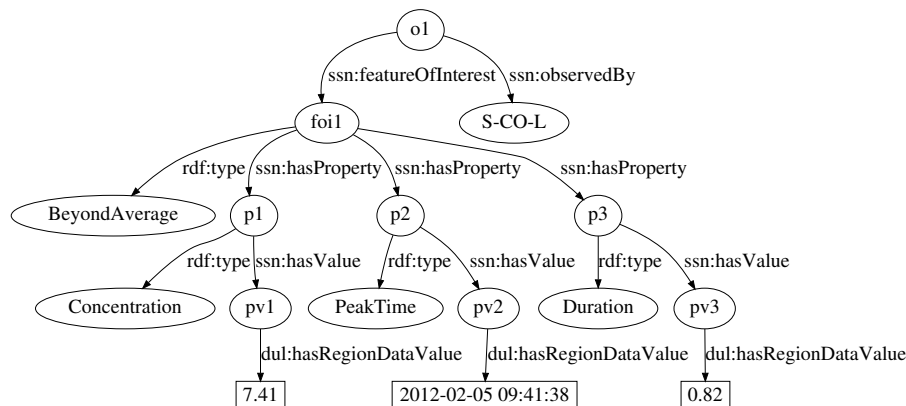 o1
ssn:featureOfInterest ssn:observedBy
foi1 S-CO-L
rdf:type ssn:hasProperty ssn:hasProperty ssn:hasProperty
BeyondAverage p1 p2 p3
rdf:type ssn:hasValue rdf:type ssn:hasValue rdf:type ssn:hasValue
Concentration pv1 PeakTime pv2 Duration pv3
dul:hasRegionDataValue dul:hasRegionDataValue dul:hasRegionDataValue
7.41 2012-02-05 09:41:38 0.82